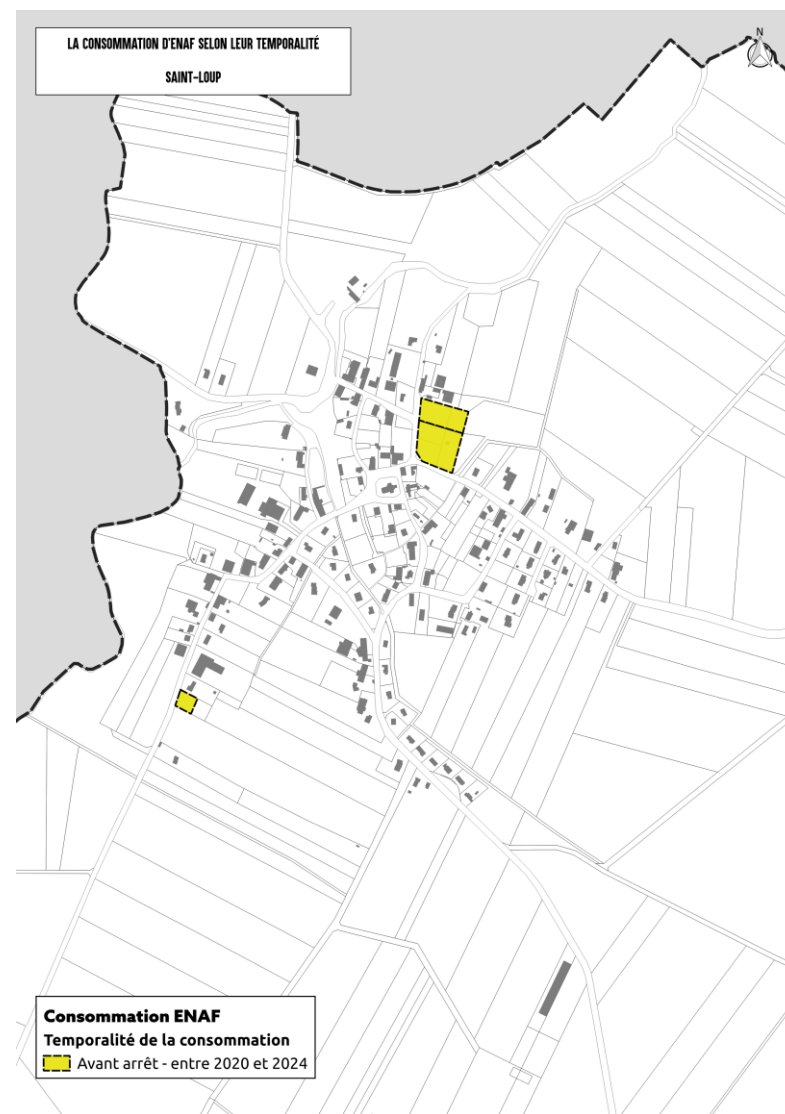 LA CONSOMMATION D'ENAF SELON LEUR TEMPORALITÉ
SAINT-LOUP
N
Consommation ENAF
Temporalité de la consommation
Avant arrêt - entre 2020 et 2024